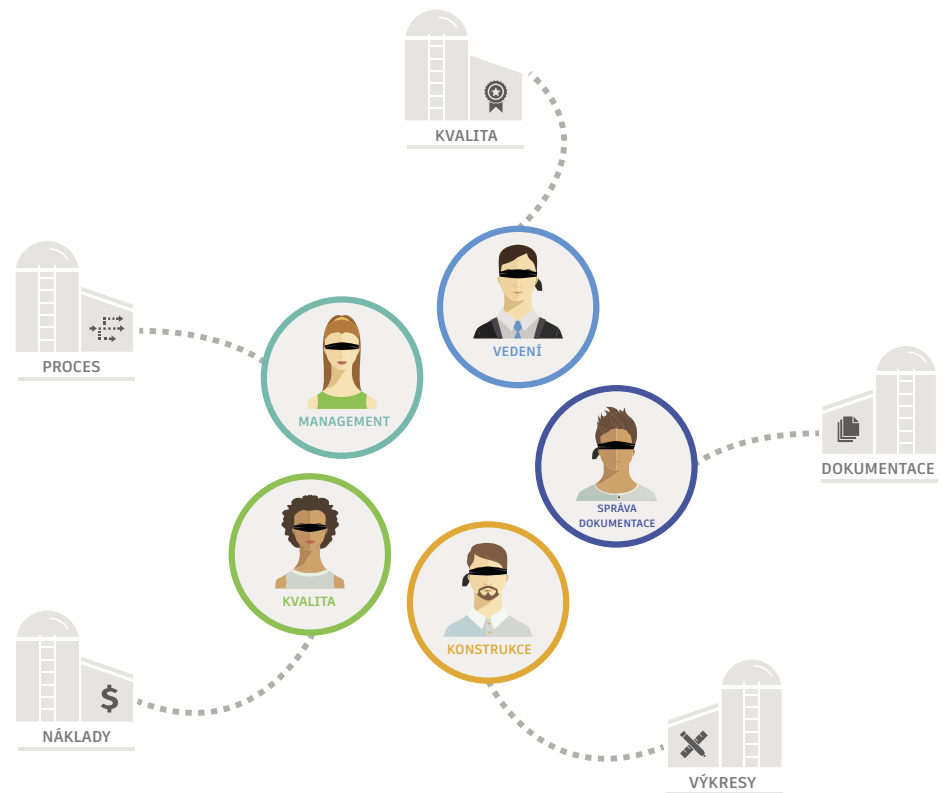 KVALITA
PROCES
VEDENÍ
MANAGEMENT
DOKUMENTACE
SPRÁVA
DOKUMENTACE
KVALITA
KONSTRUKCE
$
NÁKLADY
VÝKRESY